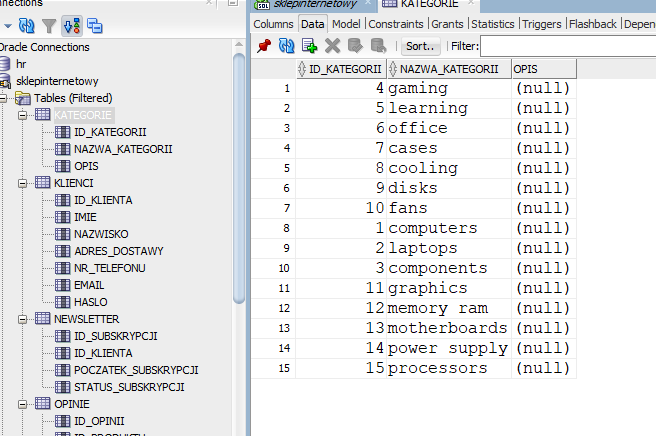 nnections
sklepinternetowy
KATEGORIE
Columns Data Model Constraints Grants Statistics Triggers Flashback Depen
Sort.. Filter:
Oracle Connections
hr
sklepinternetowy
Tables (Filtered)
KATEGORIE
ID_KATEGORII
NAZWA_KATEGORII
OPIS
KLIENCI
ID_KLIENTA
IMIE
NAZWISKO
ADRES_DOSTAWY
NR_TELEFONU
EMAIL
HASLO
NEWSLETTER
ID_SUBSKRYPCJI
ID_KLIENTA
POCZATEK_SUBSKRYPCJI
STATUS_SUBSKRYPCJI
OPINIE
ID_OPINII
ID_KATEGORII NAZWA_KATEGORII OPIS
1 4 gaming (null)
2 5 learning (null)
3 6 office (null)
4 7 cases (null)
5 8 cooling (null)
6 9 disks (null)
7 10 fans (null)
8 1 computers (null)
9 2 laptops (null)
10 3 components (null)
11 11 graphics (null)
12 12 memory ram (null)
13 13 motherboards (null)
14 14 power supply (null)
15 15 processors (null)